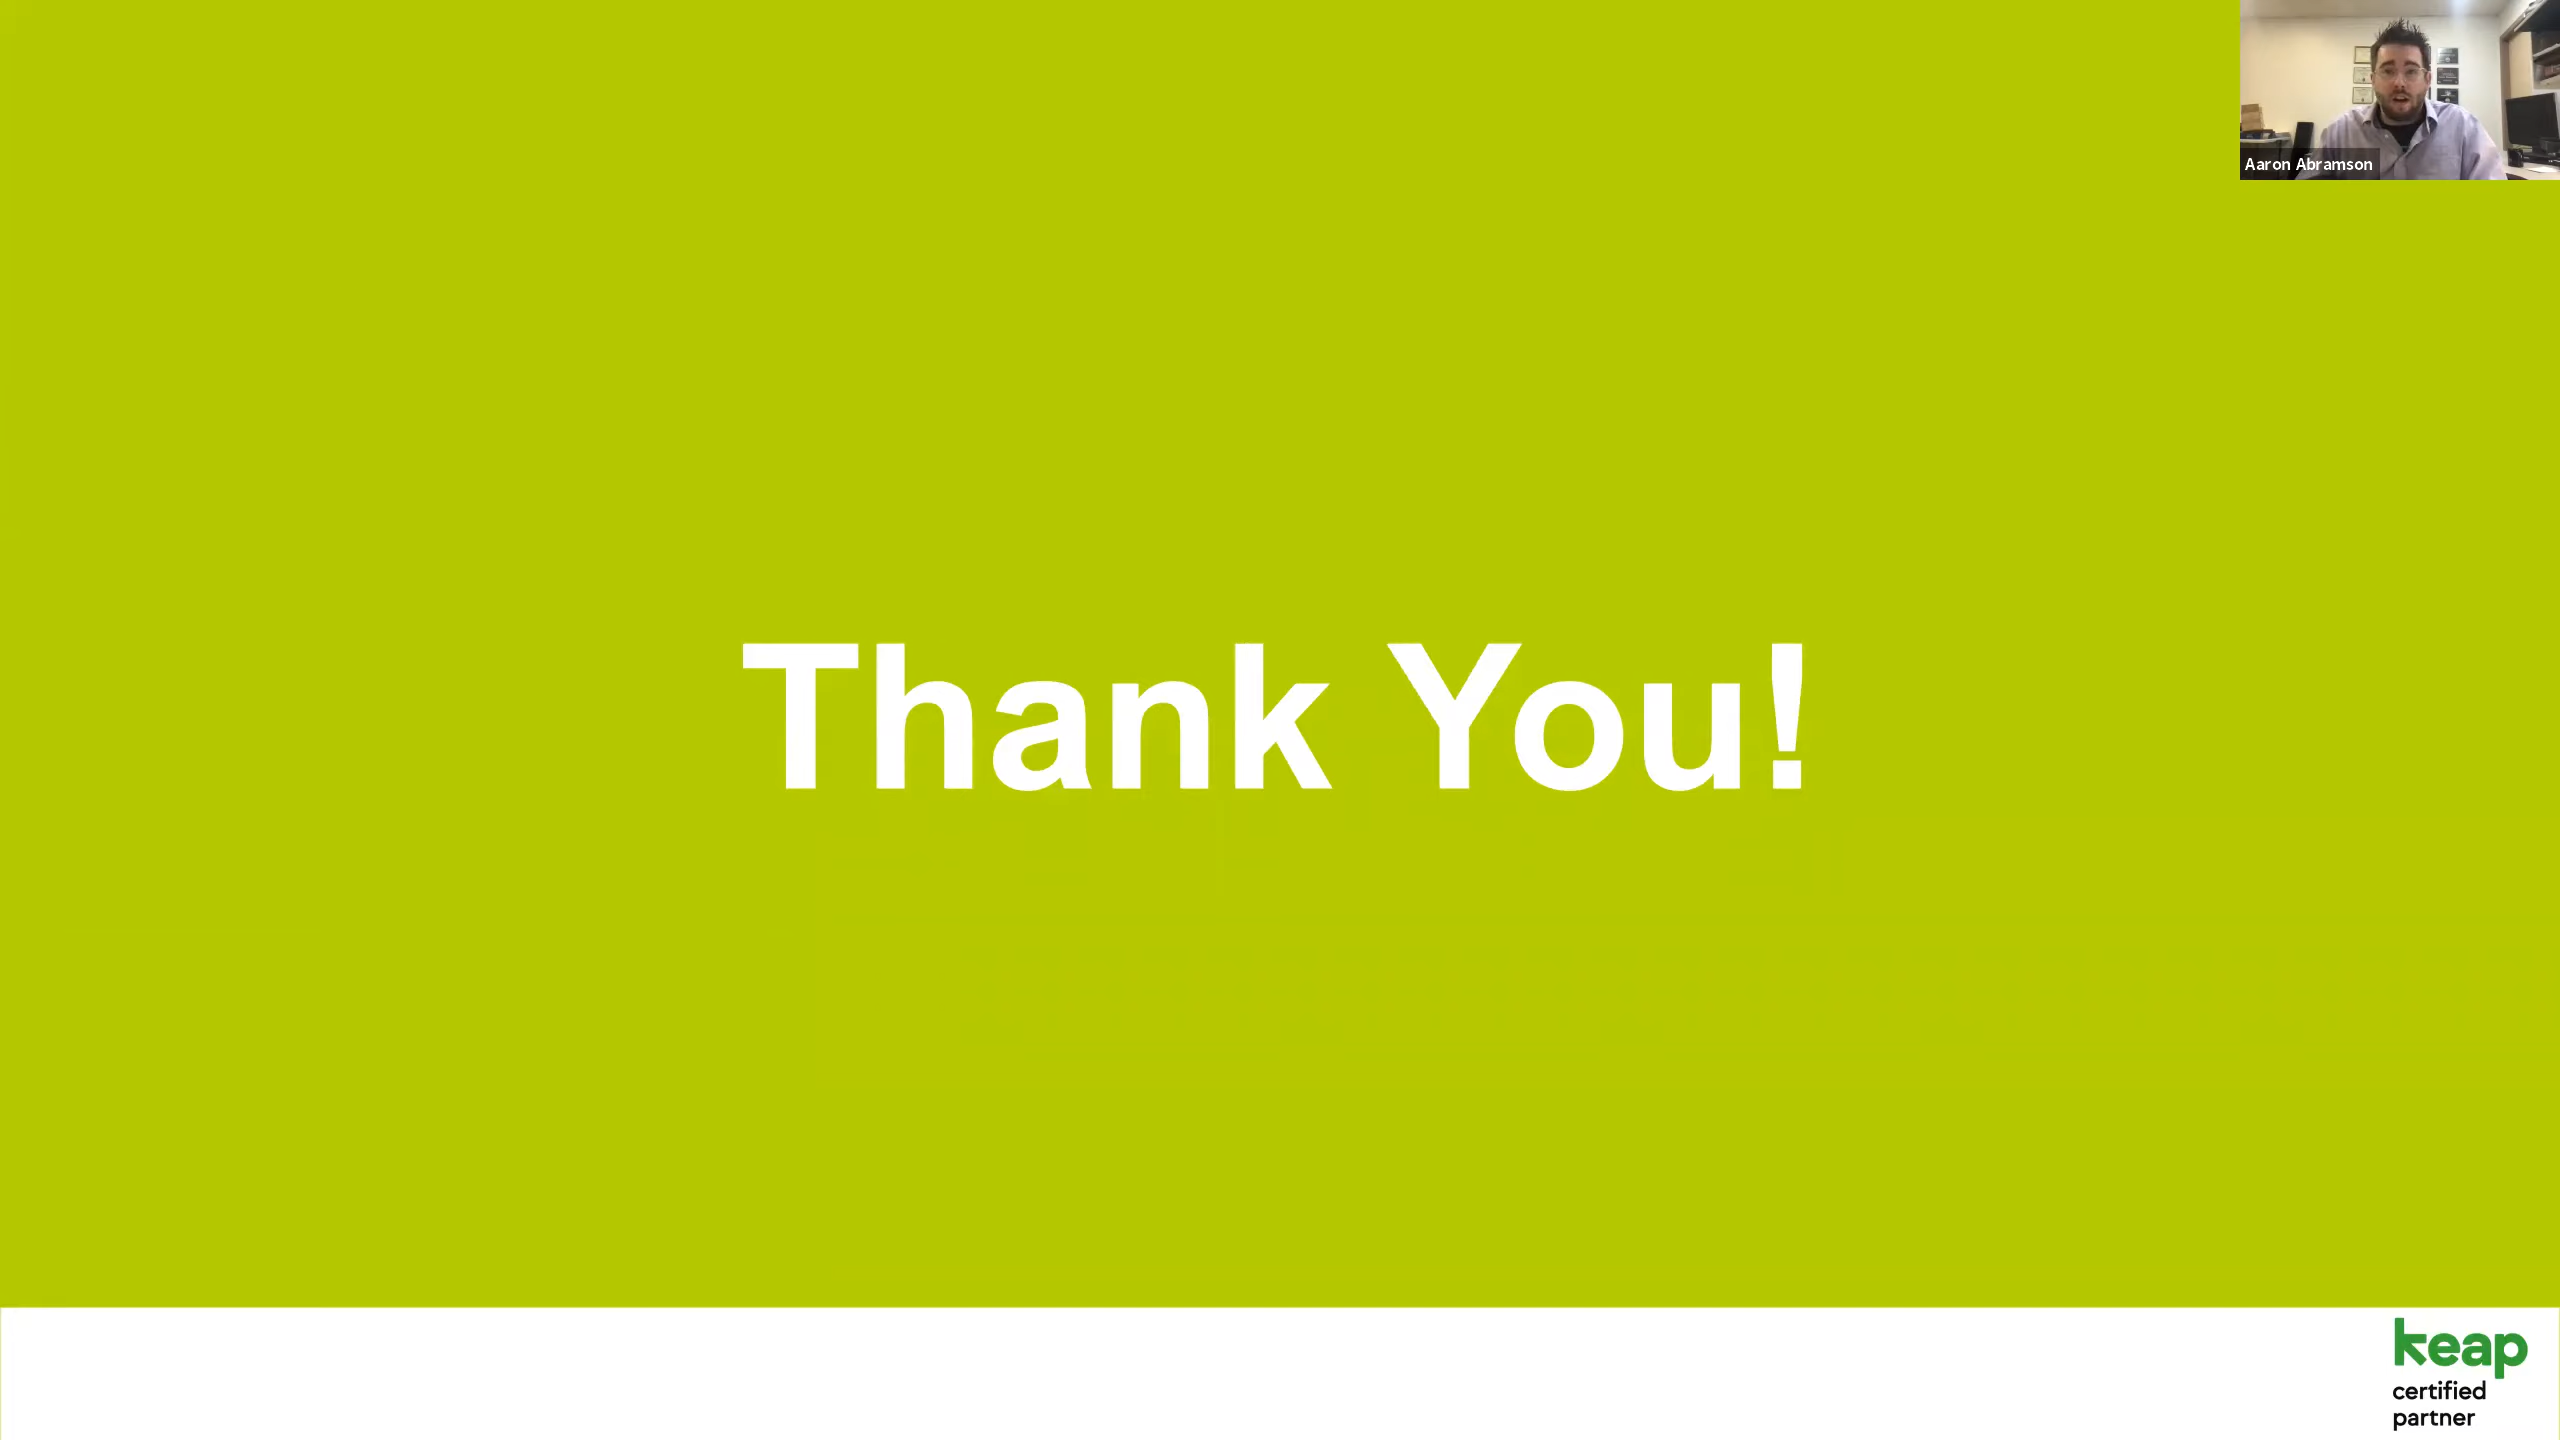 Aaron Abramson
Thank You!
keap
certified
partner